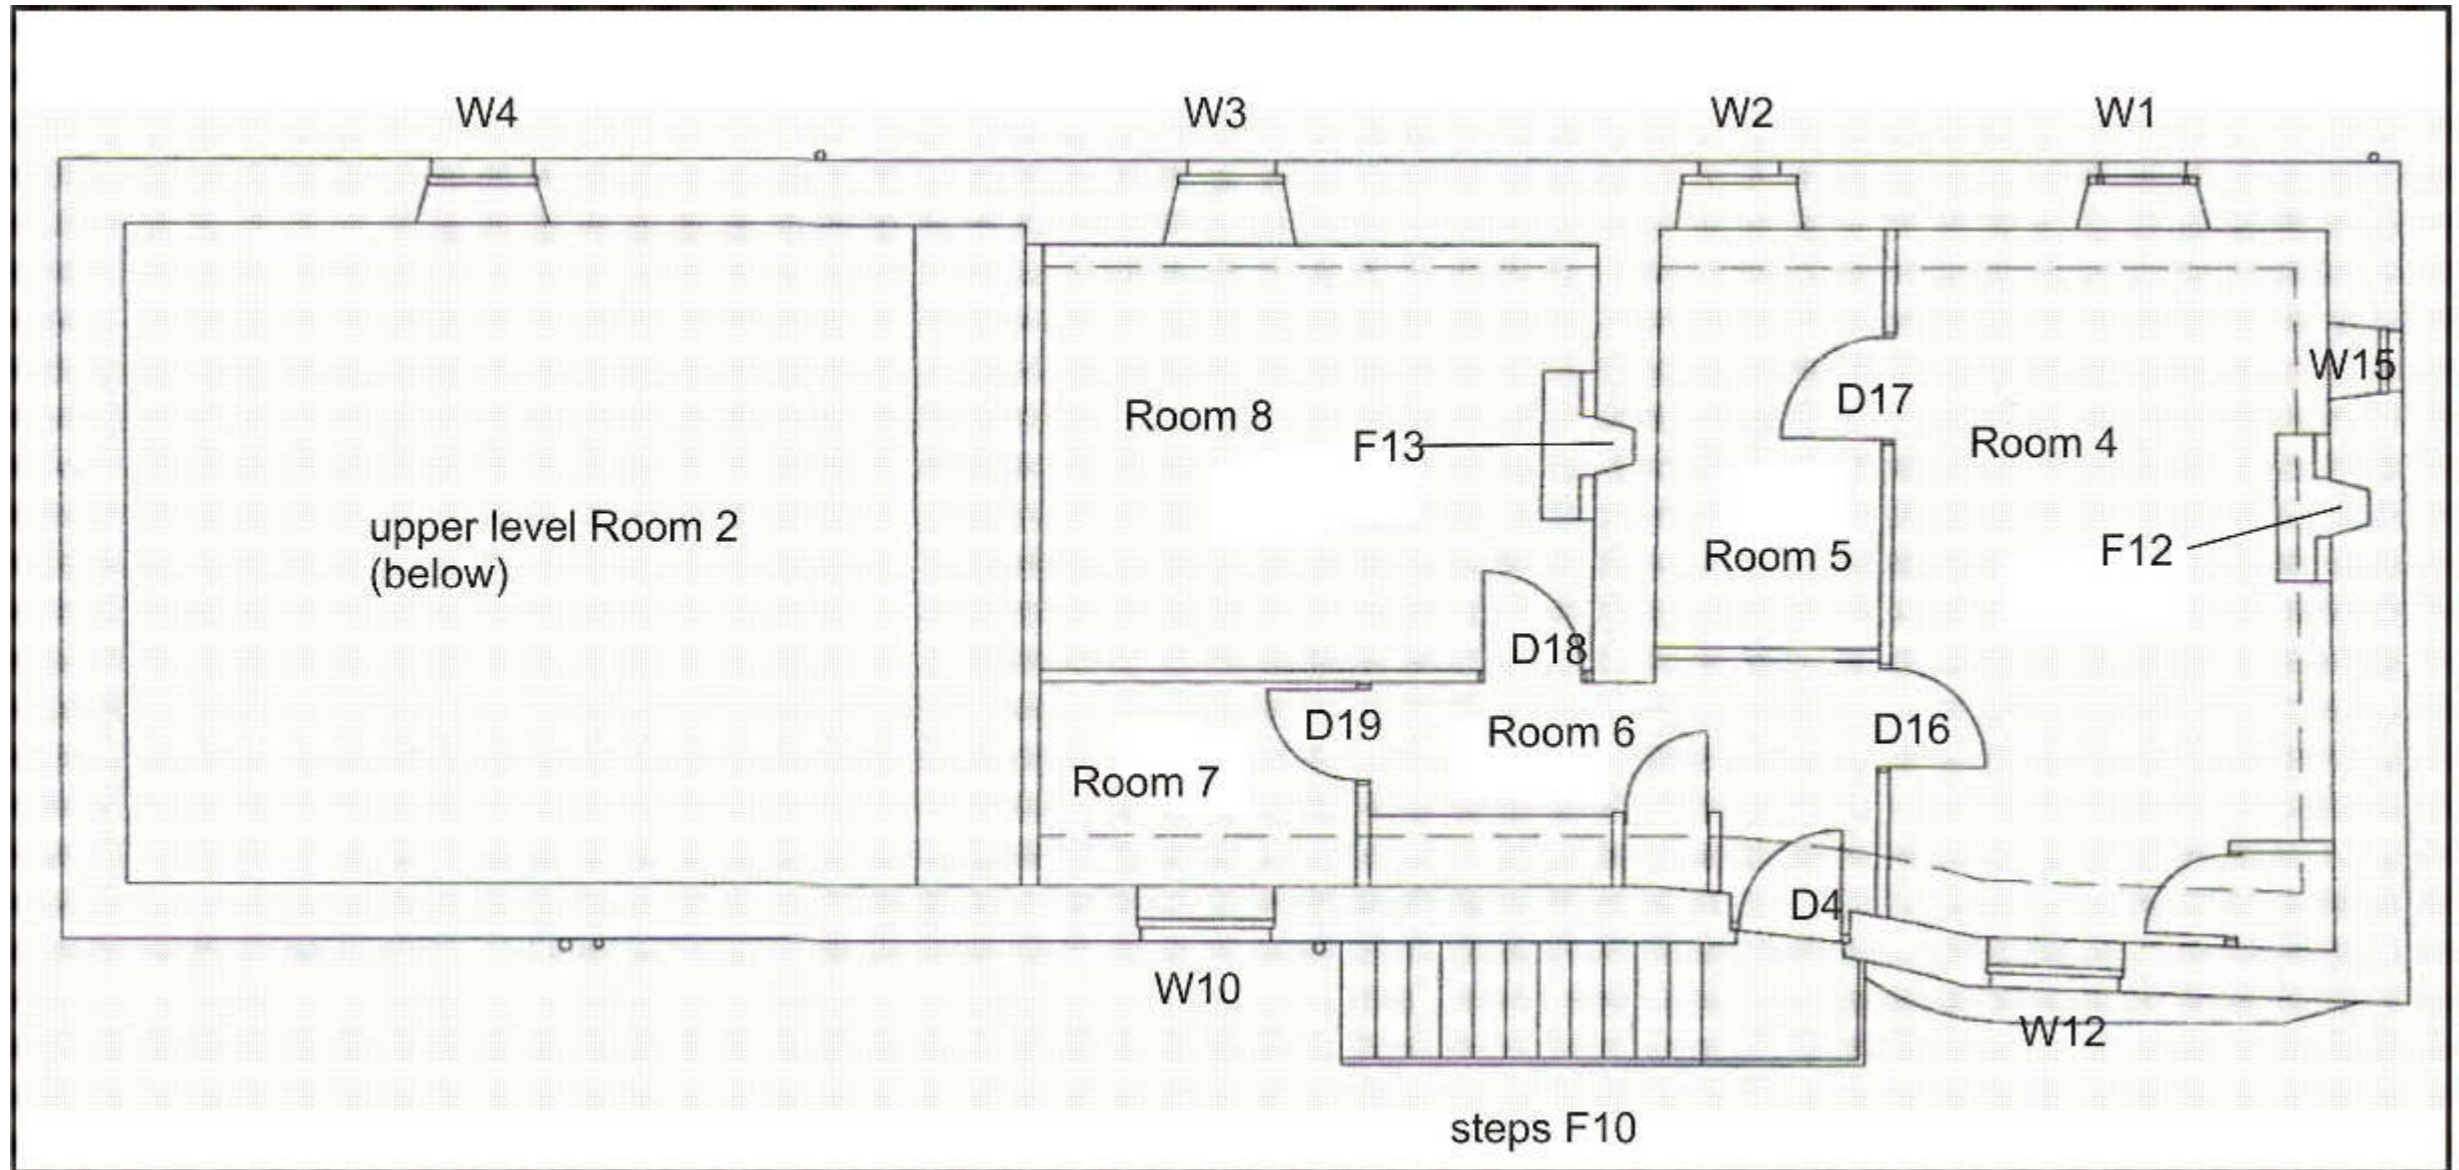 W4
W3
W2
W1
W15
D17
Room 8
F13
Room 4
upper level Room 2
(below)
Room 5
F12
D18
D19
Room 6
D16
Room 7
D4
W10
W12
steps F10